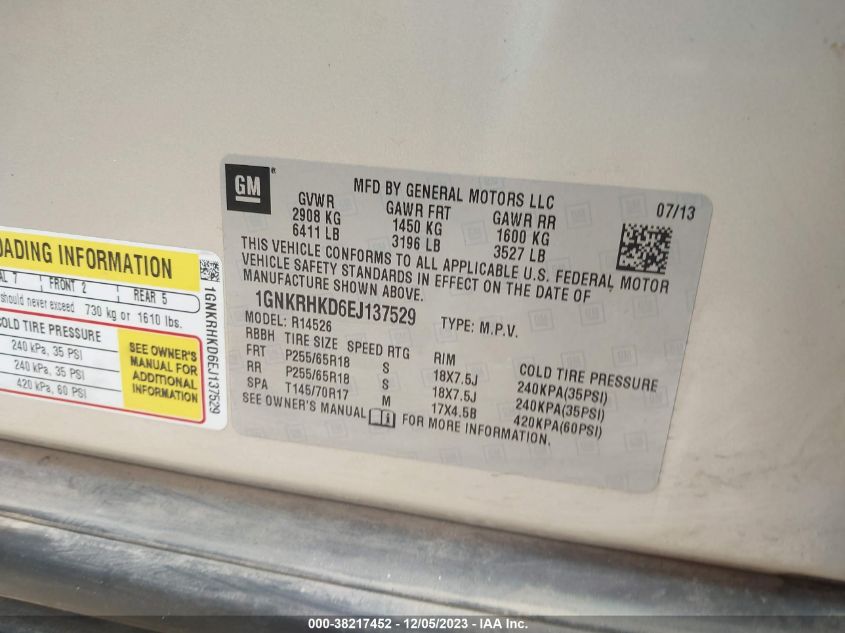 GM ®
MFD BY GENERAL MOTORS LLC
07/13
GVWR GAWR FRT GAWR RR
2908 KG 1450 KG 1600 KG
6411 LB 3196 LB 3527 LB
THIS VEHICLE CONFORMS TO ALL APPLICABLE U.S. FEDERAL MOTOR
VEHICLE SAFETY STANDARDS IN EFFECT ON THE DATE OF
MANUFACTURE SHOWN ABOVE.
1GNKRHKD6EJ137529 TYPE: M.P.V.
MODEL: R14526
RBBH TIRE SIZE SPEED RTG RIM COLD TIRE PRESSURE
FRT P255/65R18 S 18X7.5J 240KPA(35PSI)
RR P255/65R18 S 18X7.5J 240KPA(35PSI)
SPA T145/70R17 M 17X4.5B 420KPA(60PSI)
SEE OWNER'S MANUAL FOR MORE INFORMATION.
OADING INFORMATION
AL 7 FRONT 2 REAR 5
should never exceed 730 kg or 1610 lbs.
COLD TIRE PRESSURE
240 kPa, 35 PSI
240 kPa, 35 PSI
420 kPa, 60 PSI
SEE OWNER'S
MANUAL FOR
ADDITIONAL
INFORMATION
1GNKRHKD6EJ137529
000-38217452 - 12/05/2023 - IAA Inc.